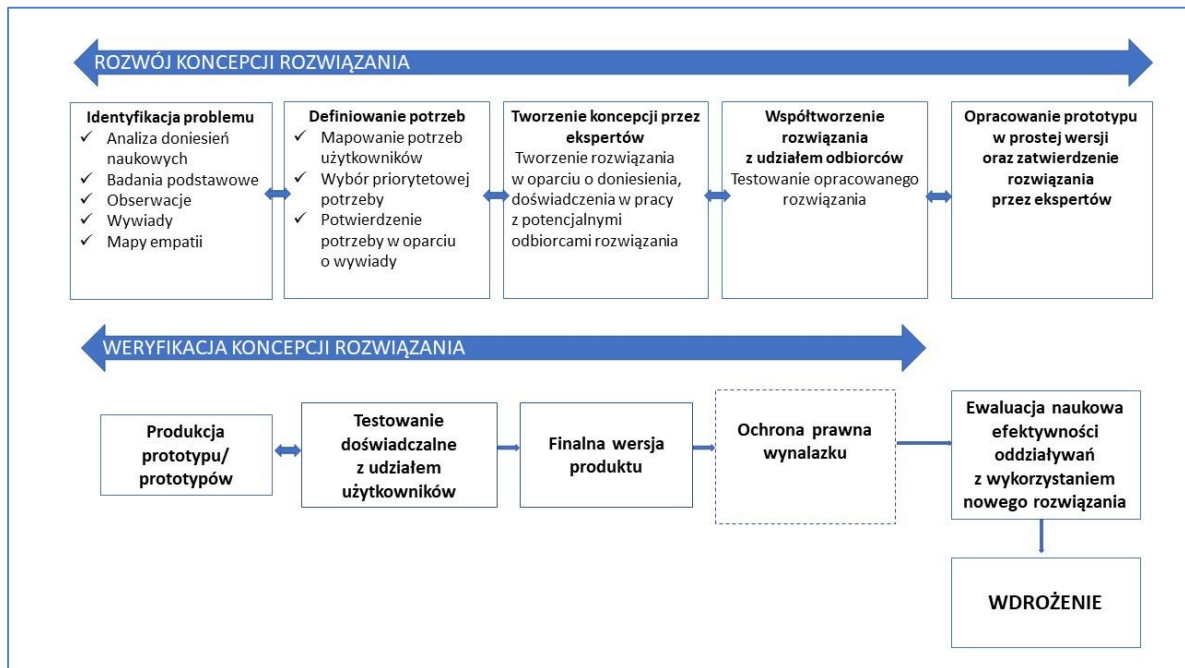 ROZWÓJ KONCEPCJI ROZWIĄZANIA
Identyfikacja problemu
✓ Analiza doniesień
naukowych
✓ Badania podstawowe
✓ Obserwacje
✓ Wywiady
✓ Mapy empatii
Definiowanie potrzeb
✓ Mapowanie potrzeb
użytkowników
✓ Wybór priorytetowej
potrzeby
✓ Potwierdzenie
potrzeby w oparciu
o wywiady
Tworzenie koncepcji przez
ekspertów
Tworzenie rozwiązania
w oparciu o doniesienia,
doświadczenia w pracy
z potencjalnymi
odbiorcami rozwiązania
Współtworzenie
rozwiązania
z udziałem odbiorców
Testowanie opracowanego
rozwiązania
Opracowanie prototypu
w prostej wersji
oraz zatwierdzenie
rozwiązania
przez ekspertów
WERYFIKACJA KONCEPCJI ROZWIĄZANIA
Produkcja
prototypu/
prototypów
Testowanie
doświadczalne
z udziałem
użytkowników
Finalna wersja
produktu
Ochrona prawna
wynalazku
Ewaluacja naukowa
efektywności
oddziaływań
z wykorzystaniem
nowego rozwiązania
WDROŻENIE